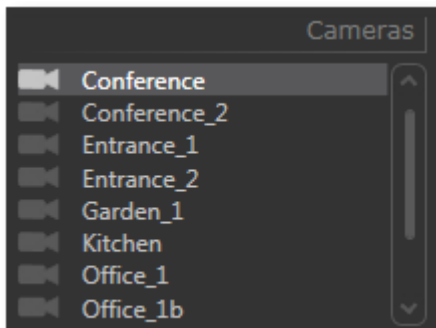 Cameras
Conference
Conference_2
Entrance_1
Entrance_2
Garden_1
Kitchen
Office_1
Office_1b